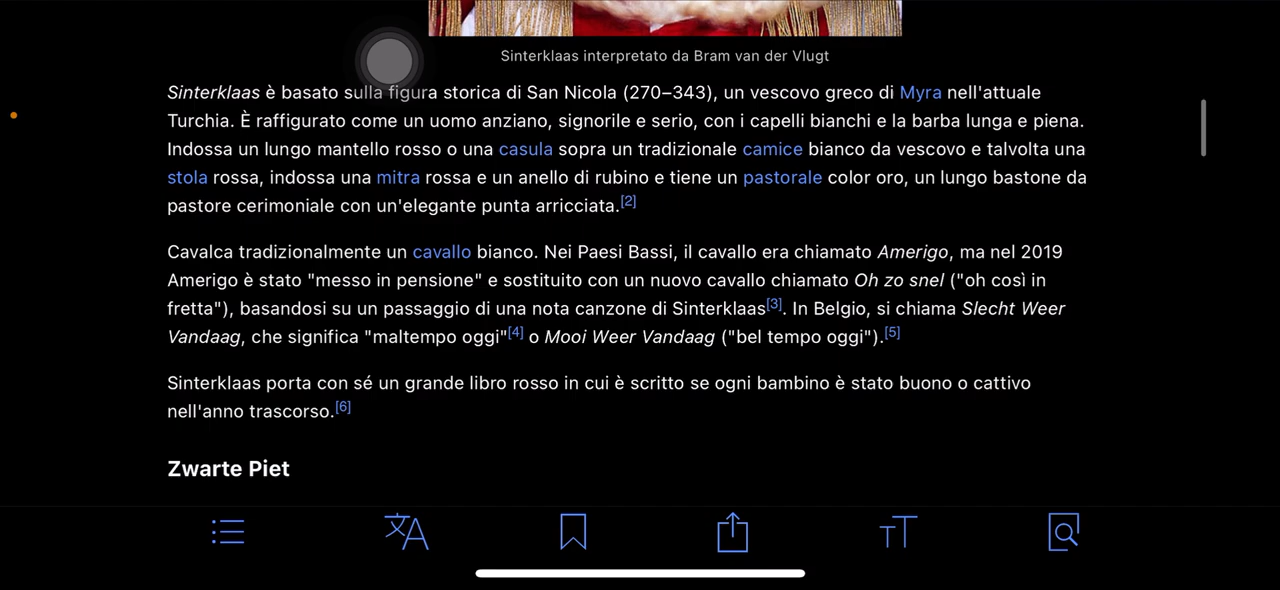 Sinterklaas interpretato da Bram van der Vlugt
Sinterklaas è basato sulla figura storica di San Nicola (270–343), un vescovo greco di Myra nell'attuale
Turchia. È raffigurato come un uomo anziano, signorile e serio, con i capelli bianchi e la barba lunga e piena.
Indossa un lungo mantello rosso o una casula sopra un tradizionale camice bianco da vescovo e talvolta una
stola rossa, indossa una mitra rossa e un anello di rubino e tiene un pastorale color oro, un lungo bastone da
pastore cerimoniale con un'elegante punta arricciata.[2]
Cavalca tradizionalmente un cavallo bianco. Nei Paesi Bassi, il cavallo era chiamato Amerigo, ma nel 2019
Amerigo è stato "messo in pensione" e sostituito con un nuovo cavallo chiamato Oh zo snel ("oh così in
fretta"), basandosi su un passaggio di una nota canzone di Sinterklaas[3]. In Belgio, si chiama Slecht Weer
Vandaag, che significa "maltempo oggi"[4] o Mooi Weer Vandaag ("bel tempo oggi").[5]
Sinterklaas porta con sé un grande libro rosso in cui è scritto se ogni bambino è stato buono o cattivo
nell'anno trascorso.[6]
Zwarte Piet